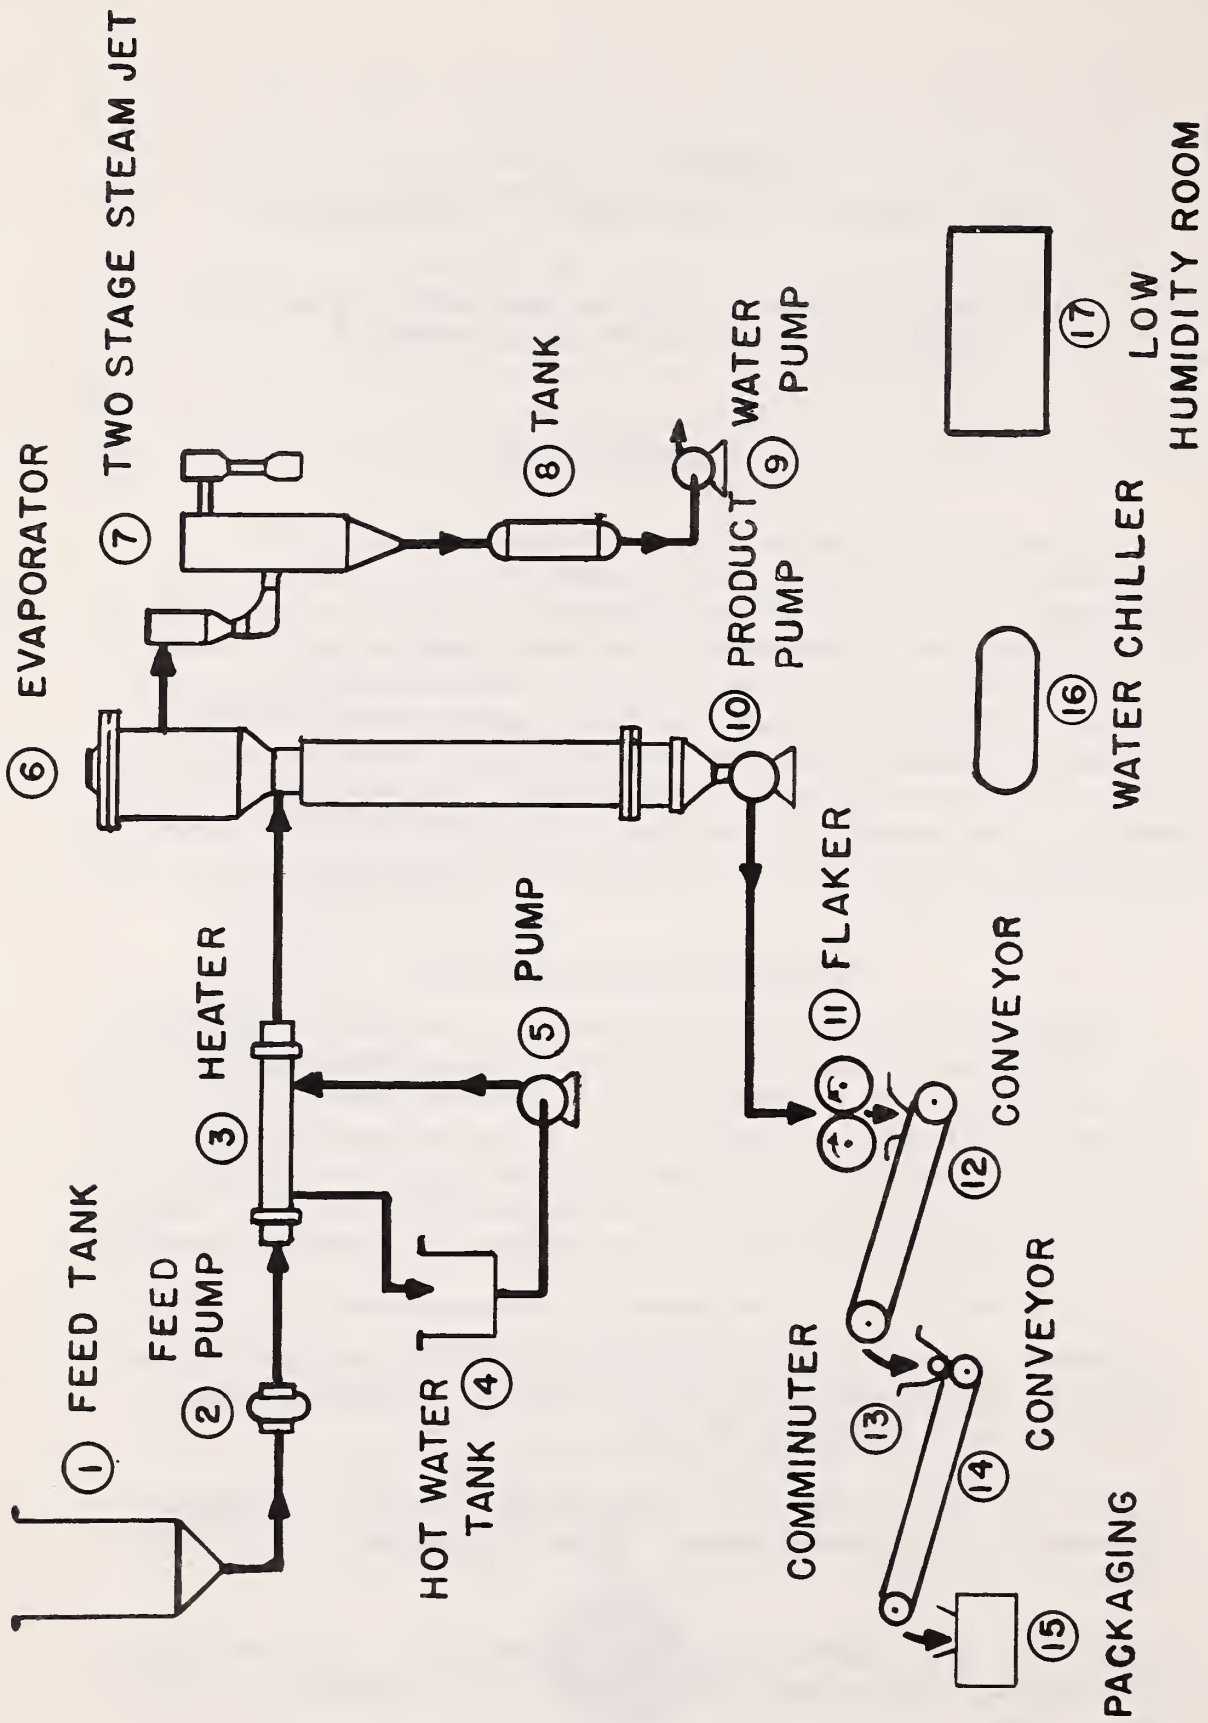 1 FEED TANK
2 FEED
PUMP
3 HEATER
HOT WATER
TANK 4
5 PUMP
6 EVAPORATOR
7 TWO STAGE STEAM JET
8 TANK
9 WATER
PUMP
10 PRODUCT
PUMP
11 FLAKER
12 CONVEYOR
COMMINUTER
13
14 CONVEYOR
15
PACKAGING
16
WATER CHILLER
17
LOW
HUMIDITY ROOM